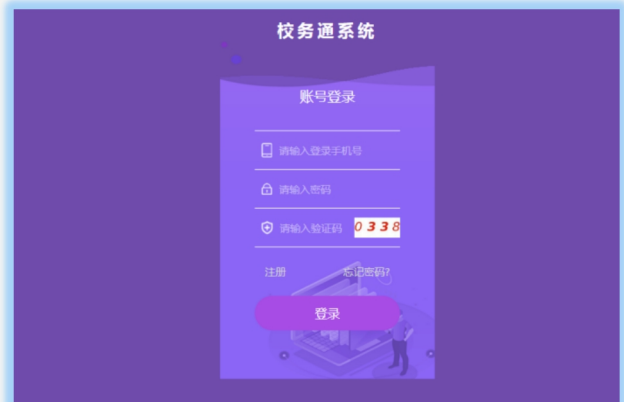 校务通系统
账号登录
请输入登录手机号
请输入密码
请输入验证码 0338
注册 忘记密码?
登录